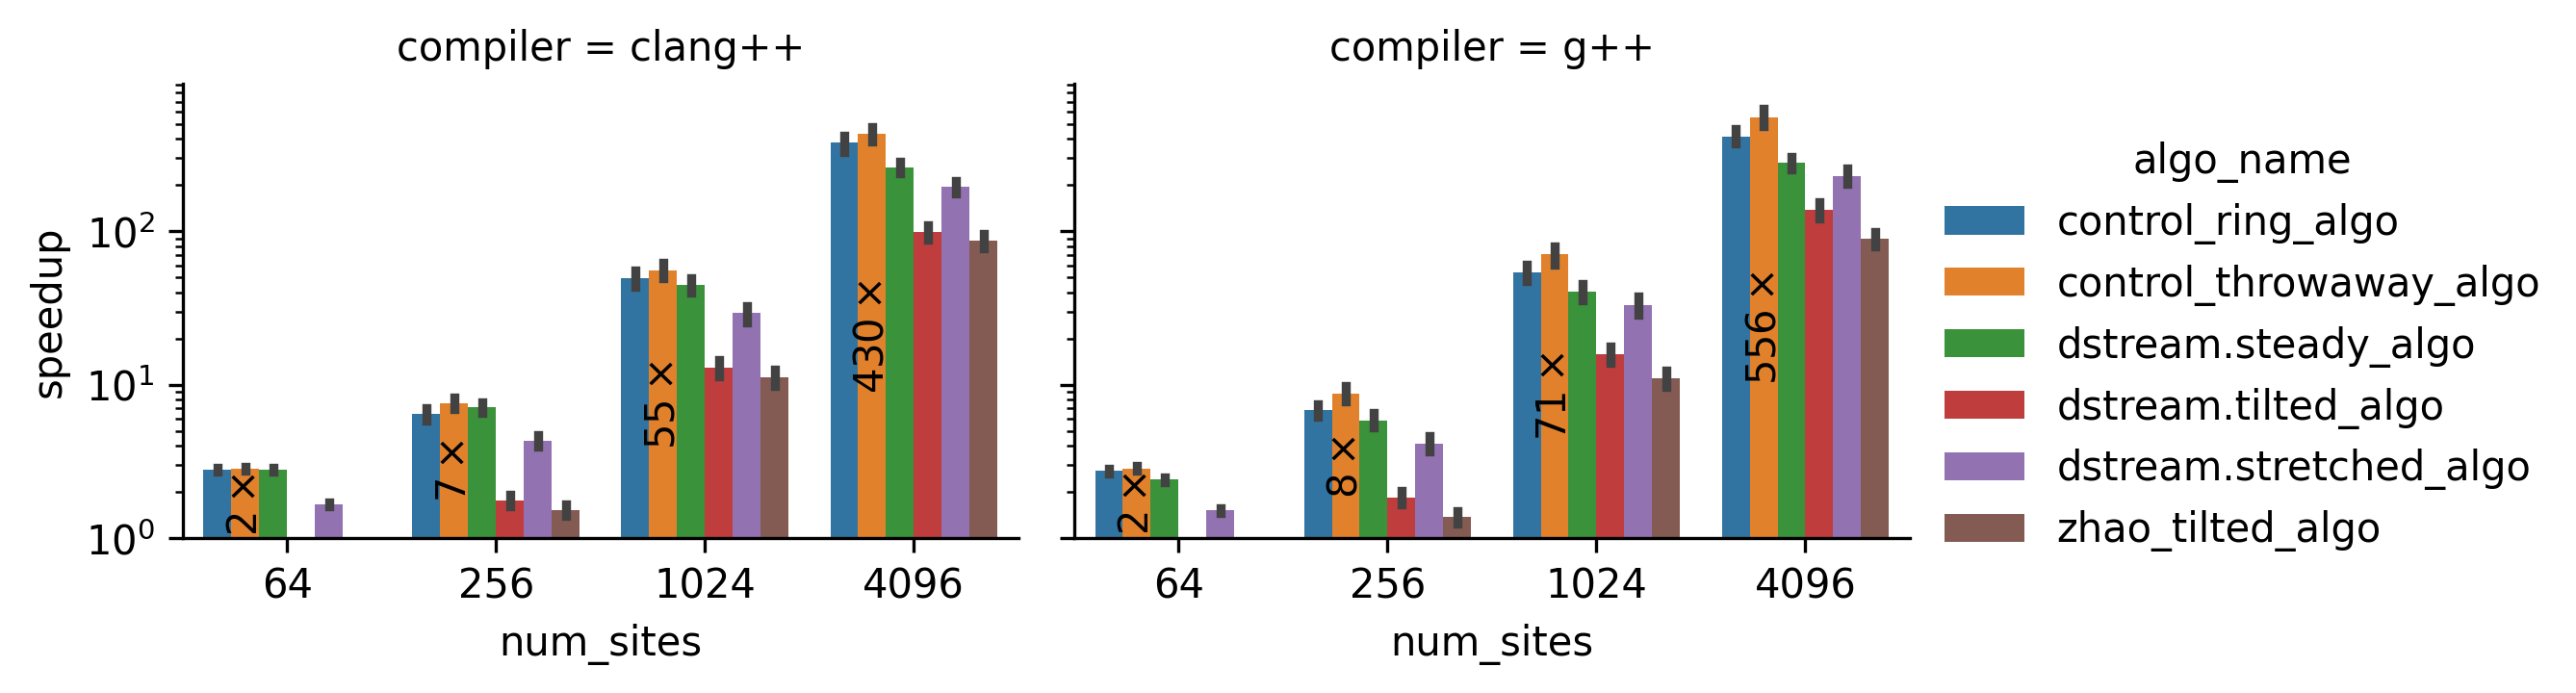 compiler = clang++
compiler = g++
speedup
10²
10¹
10⁰
2×
7×
55×
430×
2×
8×
71×
556×
64
256
1024
4096
64
256
1024
4096
num_sites
num_sites
algo_name
control_ring_algo
control_throwaway_algo
dstream.steady_algo
dstream.tilted_algo
dstream.stretched_algo
zhao_tilted_algo